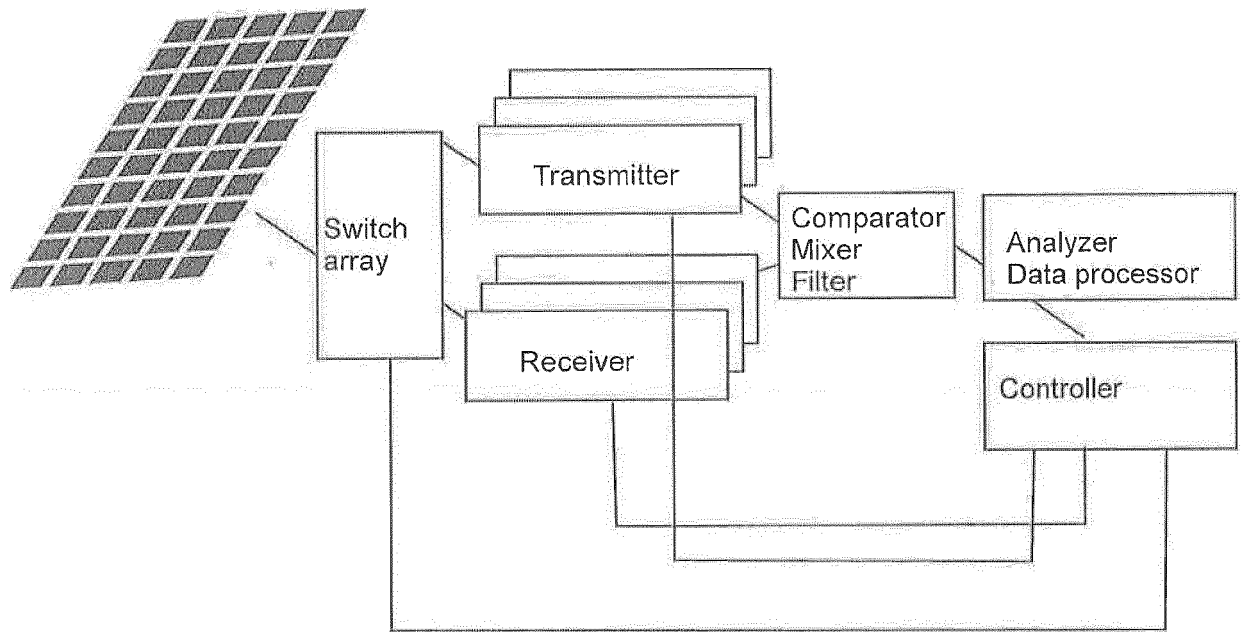 Transmitter
Switch
array
Comparator
Mixer
Filter
Analyzer
Data processor
Receiver
Controller